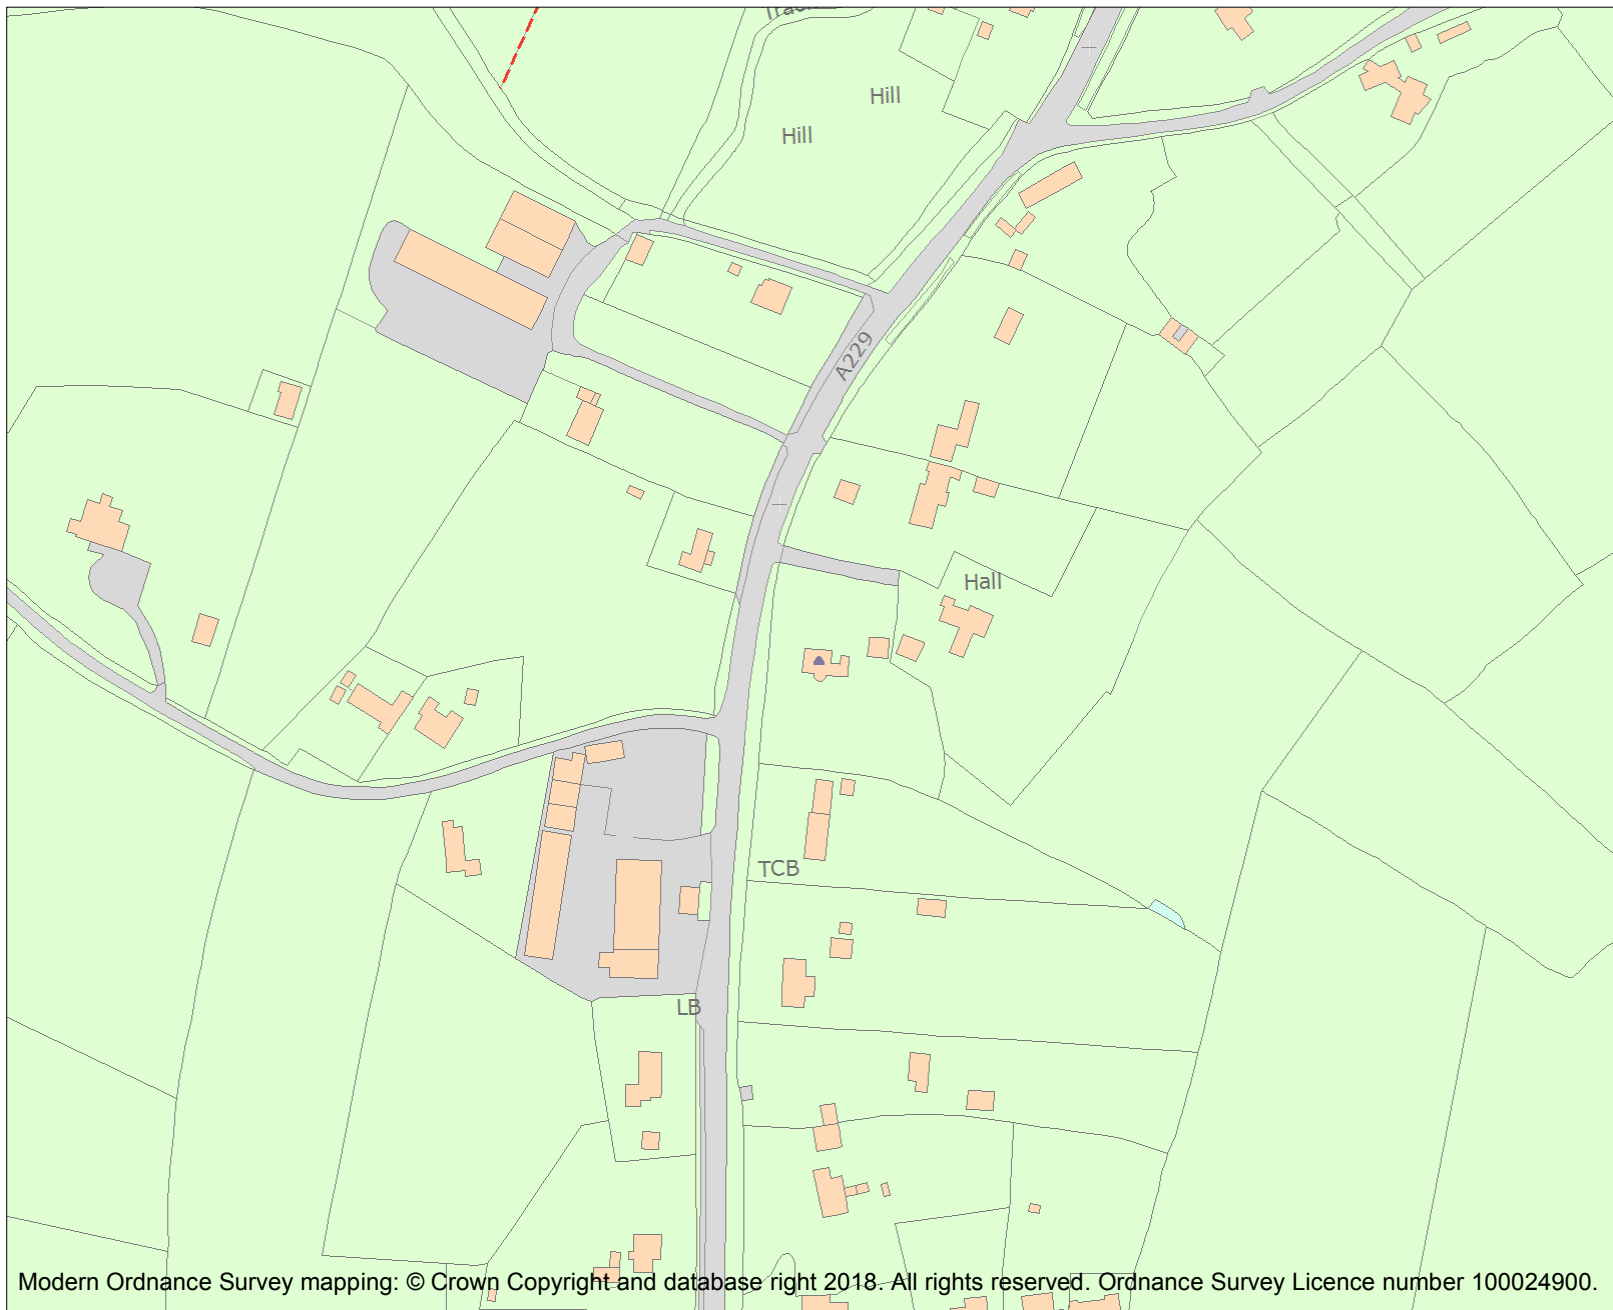 Track
Hill
Hill
A229
Hall
TCB
LB
Modern Ordnance Survey mapping: © Crown Copyright and database right 2018. All rights reserved. Ordnance Survey Licence number 100024900.